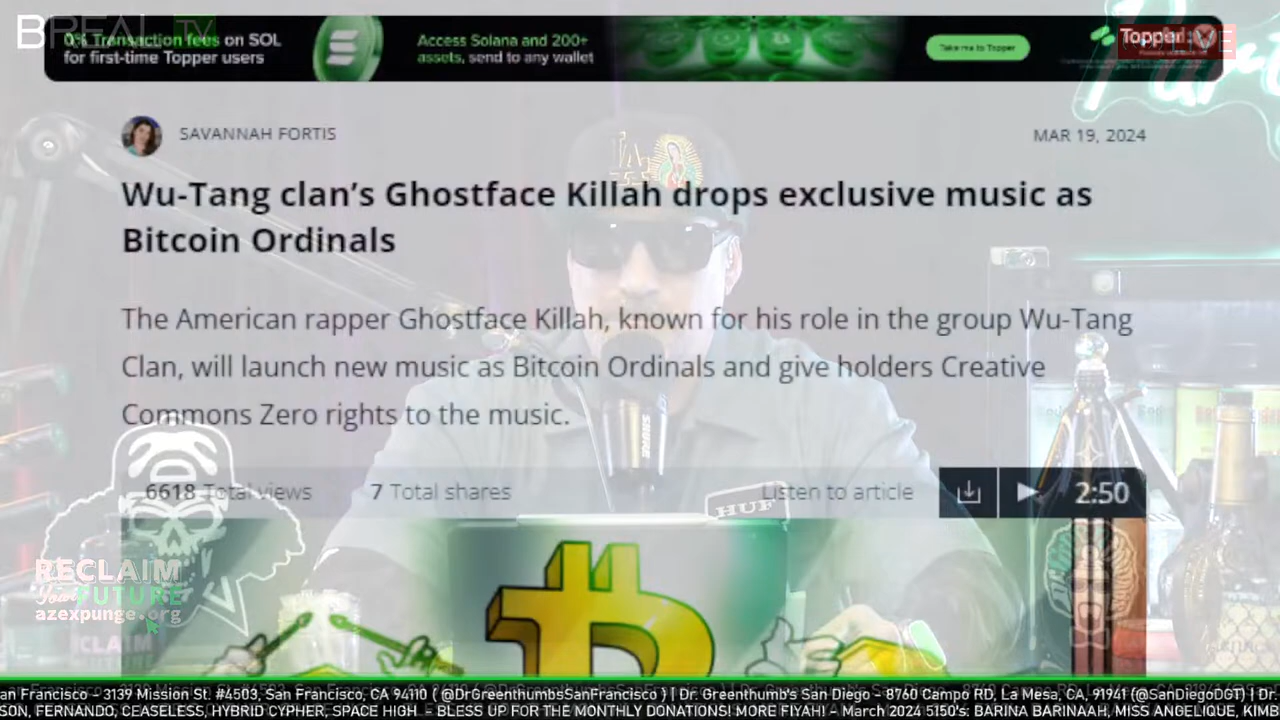 BREAL TV
0% Transaction fees on SOL
for first-time Topper users
Access Solana and 200+
assets, send to any wallet
Take me to Topper
Topper
SAVANNAH FORTIS
MAR 19, 2024
Wu-Tang clan's Ghostface Killah drops exclusive music as
Bitcoin Ordinals
The American rapper Ghostface Killah, known for his role in the group Wu-Tang
Clan, will launch new music as Bitcoin Ordinals and give holders Creative
Commons Zero rights to the music.
6618 Total views
7 Total shares
Listen to article
2:50
HUF
RECLAIM
Your FUTURE
azexpunge.org
an Francisco - 3139 Mission St. #4503, San Francisco, CA 94110 ( @DrGreenthumbsSanFrancisco ) | Dr. Greenthumb's San Diego - 8760 Campo RD, La Mesa, CA, 91941 (@SanDiegoDGT) | Dr.
SON, FERNANDO, CEASELESS, HYBRID CYPHER, SPACE HIGH - BLESS UP FOR THE MONTHLY DONATIONS! MORE FIYAH! - March 2024 5150's: BARINA BARINAAH, MISS ANGELIQUE, KIMB